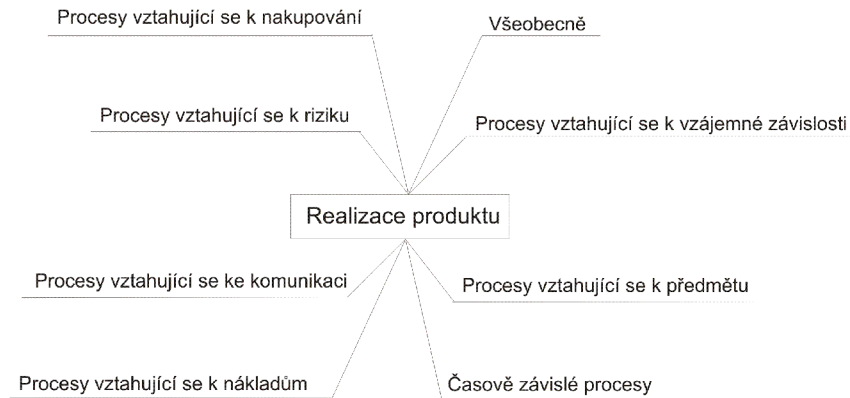 Procesy vztahující se k nakupování
Všeobecně
Procesy vztahující se k riziku
Procesy vztahující se k vzájemné závislosti
Realizace produktu
Procesy vztahující se ke komunikaci
Procesy vztahující se k předmětu
Procesy vztahující se k nákladům
Časově závislé procesy